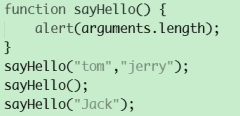 function sayHello() {
    alert(arguments.length);
}
sayHello("tom","jerry");
sayHello();
sayHello("Jack");